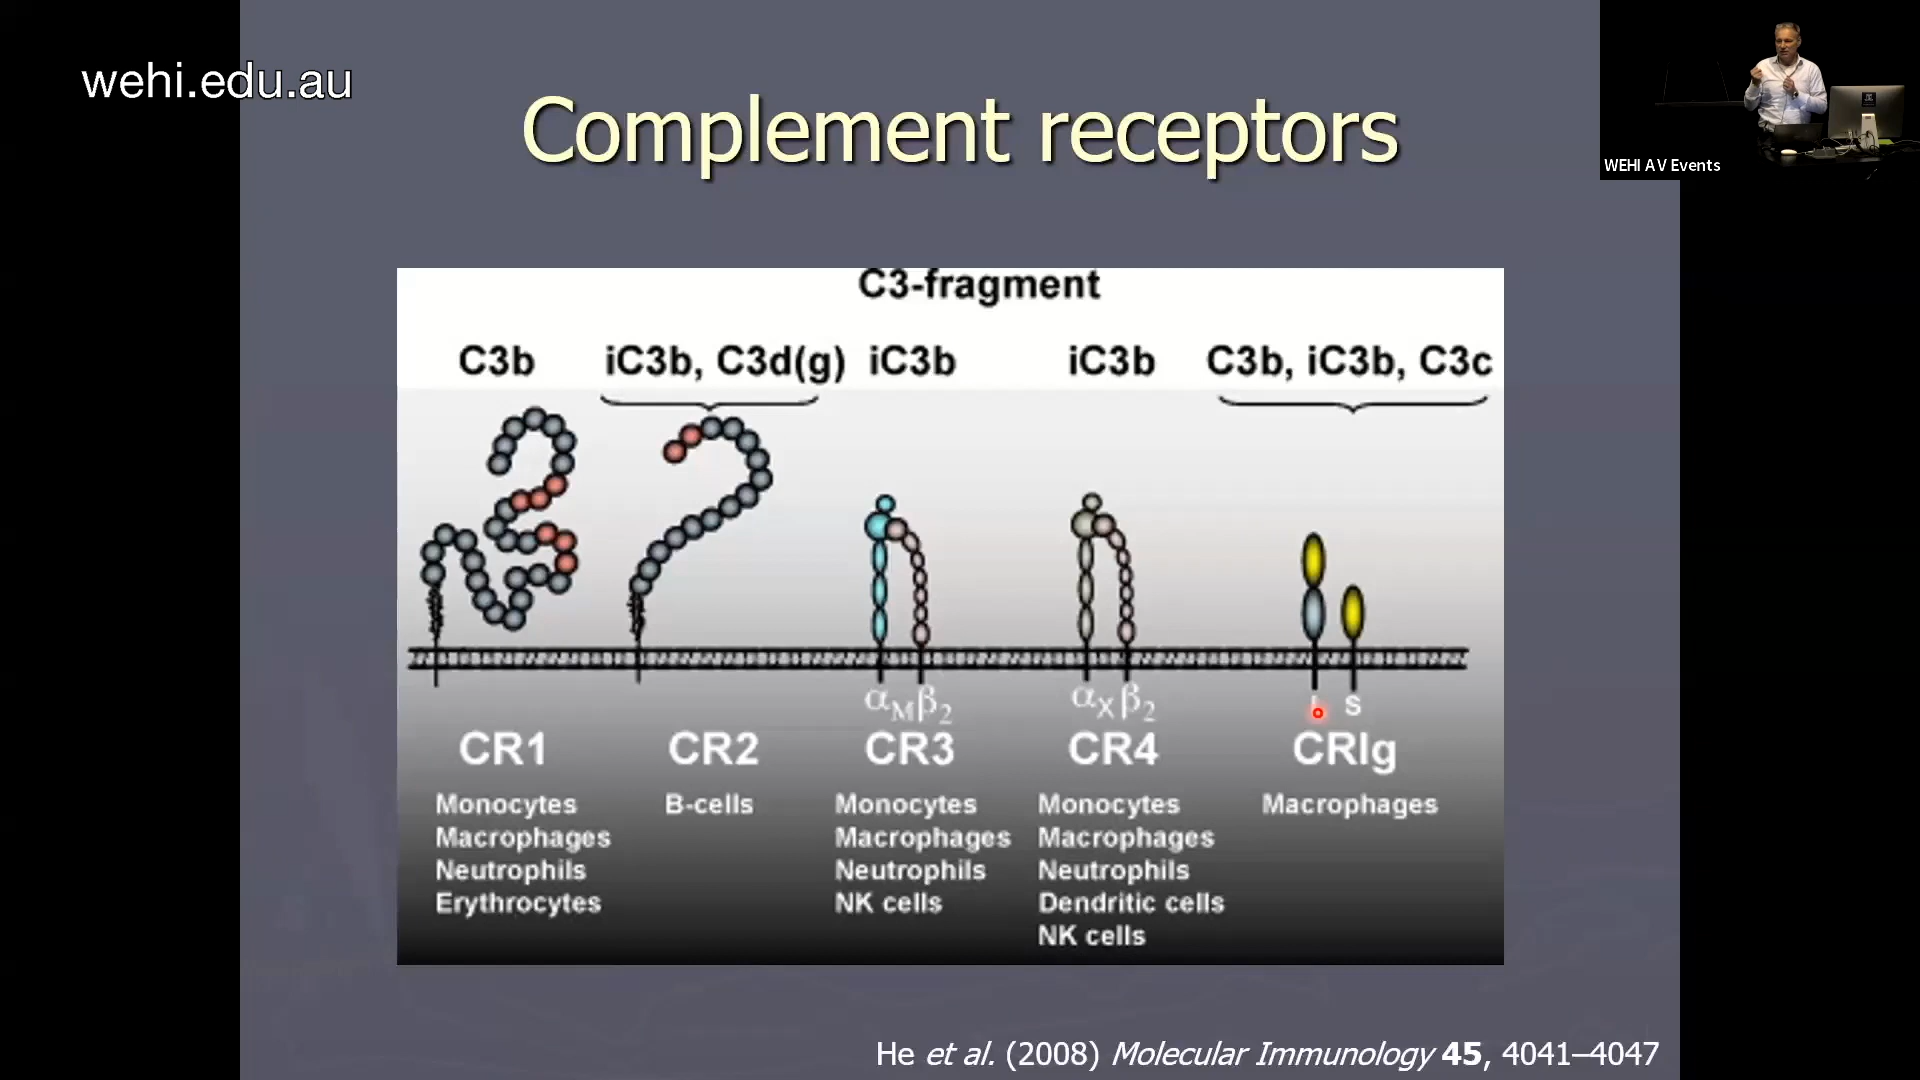 wehi.edu.au
Complement receptors
WEHI AV Events
C3-fragment
C3b
iC3b, C3d(g)
iC3b
iC3b
C3b, iC3b, C3c
αMβ2
αXβ2
S
CR1
CR2
CR3
CR4
CRIg
Monocytes
Macrophages
Neutrophils
Erythrocytes
B-cells
Monocytes
Macrophages
Neutrophils
NK cells
Monocytes
Macrophages
Neutrophils
Dendritic cells
NK cells
Macrophages
He et al. (2008) Molecular Immunology 45, 4041–4047